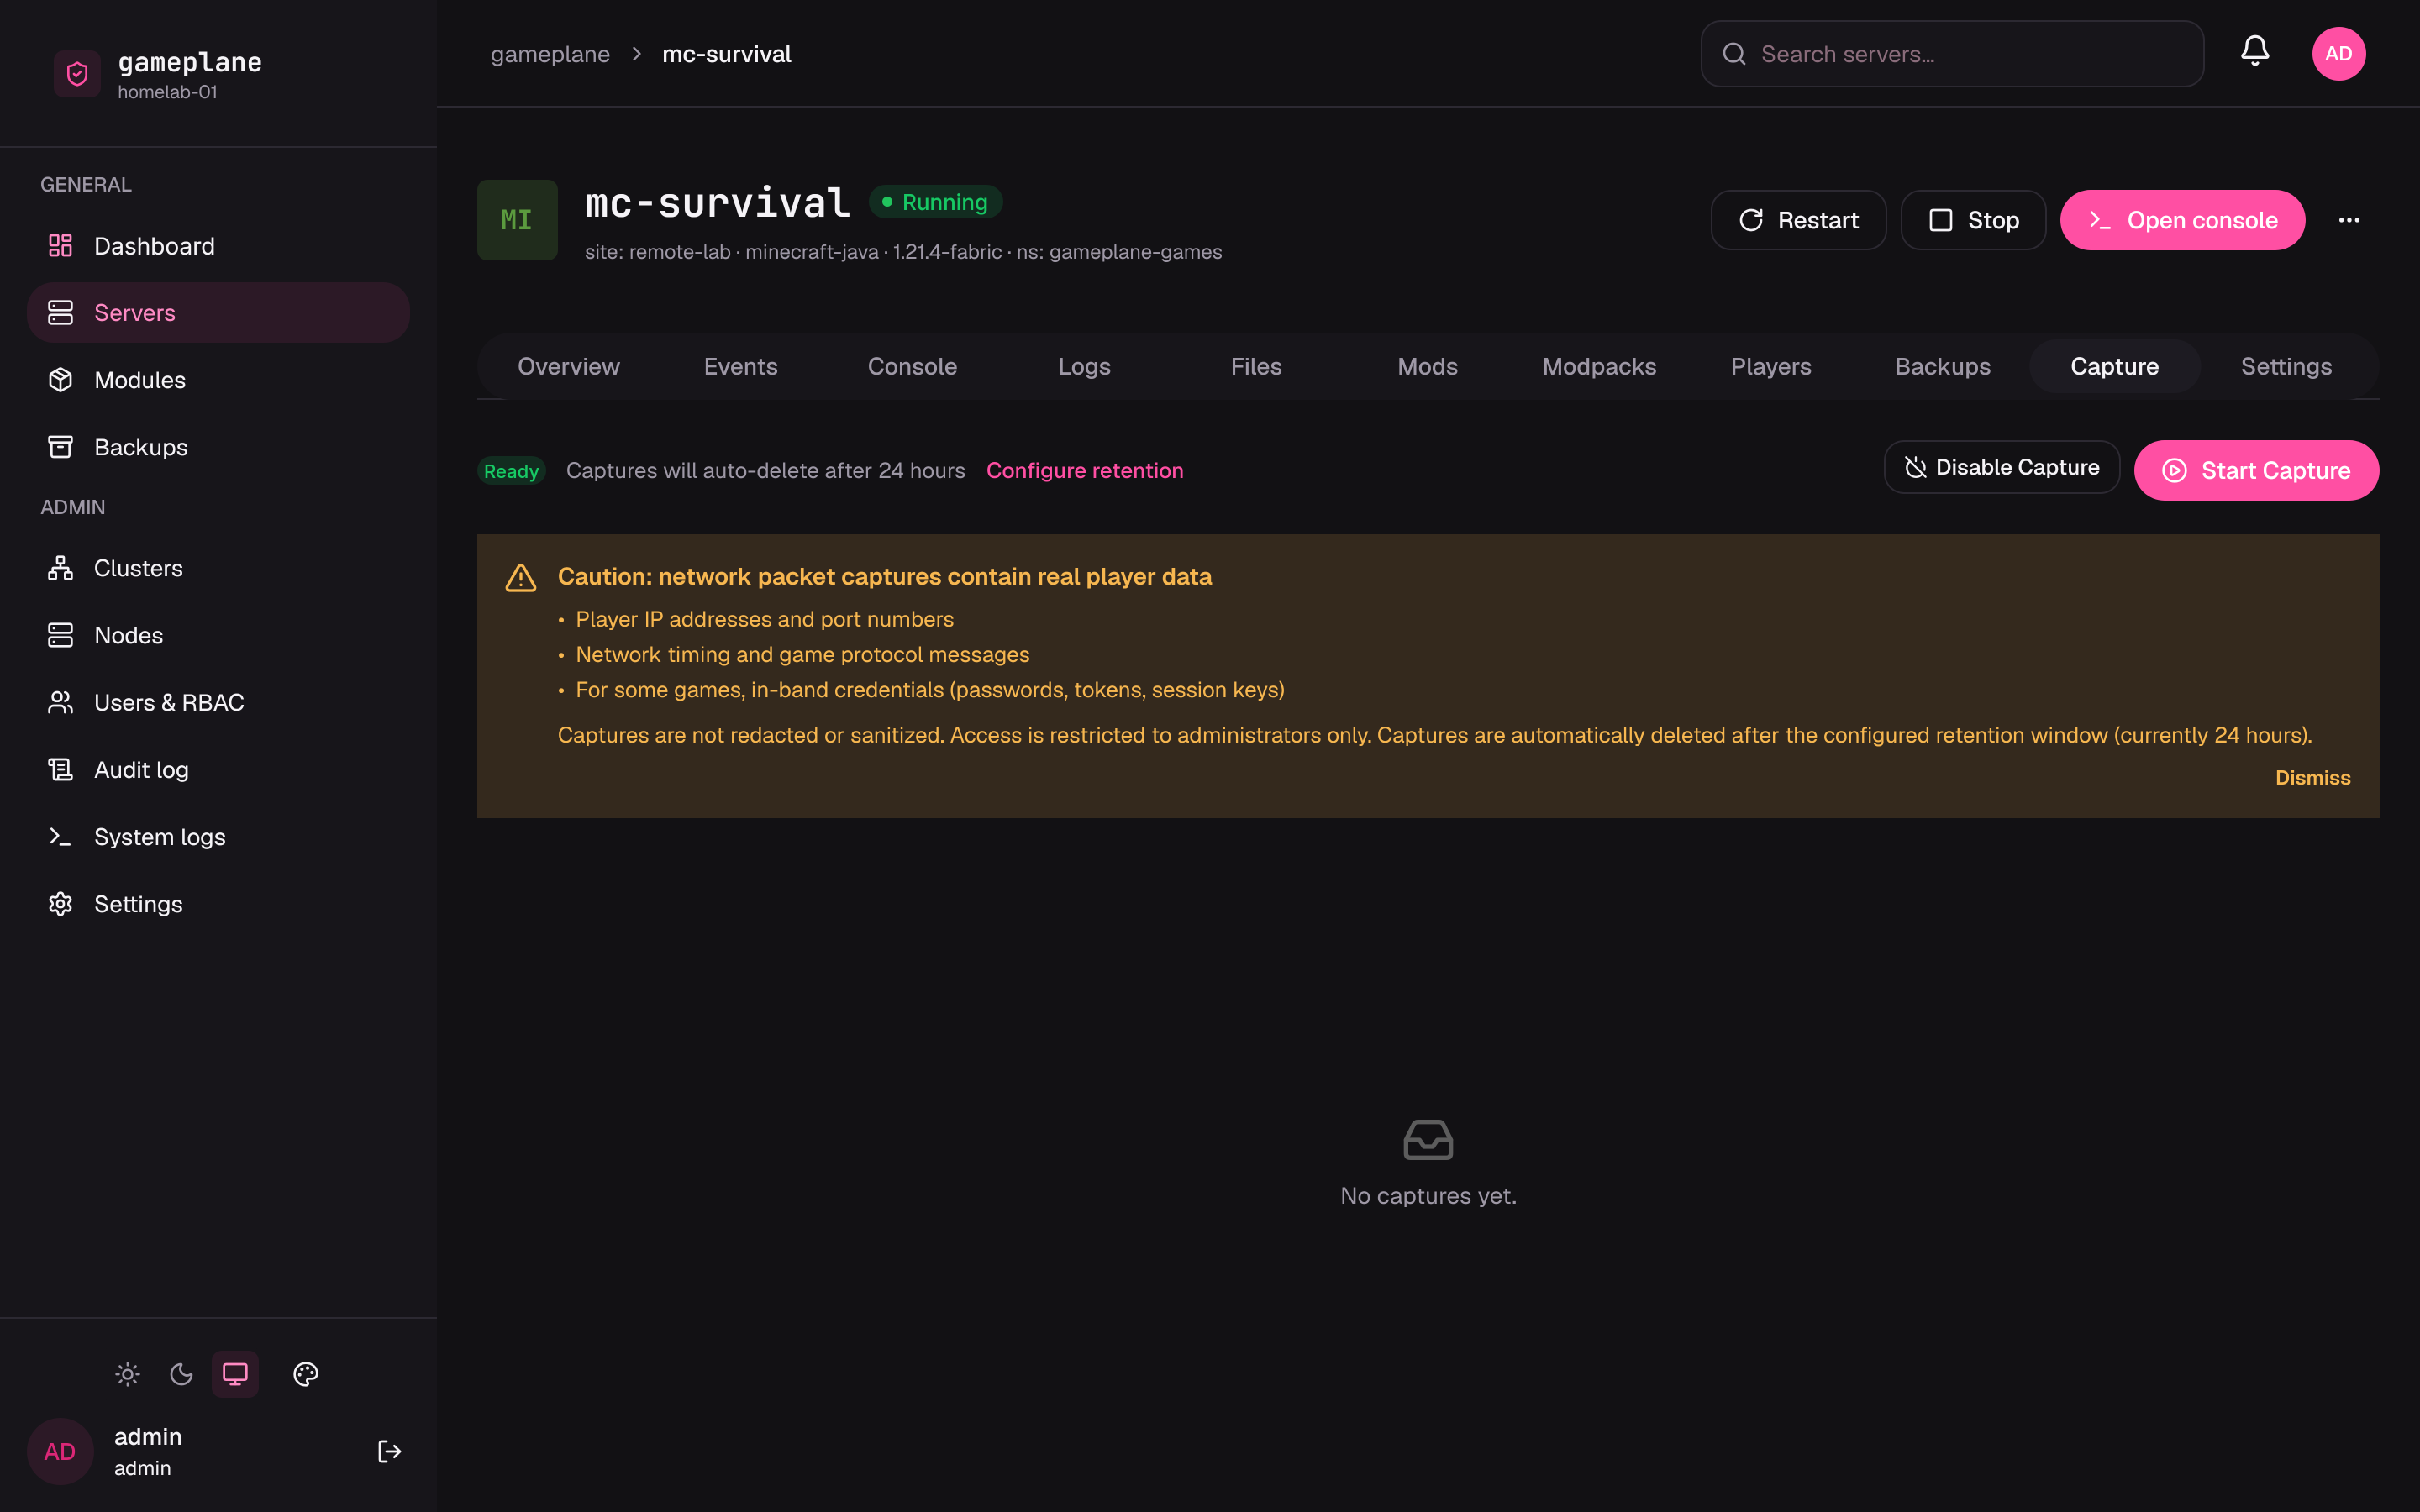 gameplane
homelab-01
GENERAL
Dashboard
Servers
Modules
Backups
ADMIN
Clusters
Nodes
Users & RBAC
Audit log
System logs
Settings
AD
admin
admin
gameplane > mc-survival
Search servers...
AD
MI
mc-survival
Running
site: remote-lab · minecraft-java · 1.21.4-fabric · ns: gameplane-games
Restart
Stop
Open console
Overview
Events
Console
Logs
Files
Mods
Modpacks
Players
Backups
Capture
Settings
Ready
Captures will auto-delete after 24 hours
Configure retention
Disable Capture
Start Capture
Caution: network packet captures contain real player data
• Player IP addresses and port numbers
• Network timing and game protocol messages
• For some games, in-band credentials (passwords, tokens, session keys)
Captures are not redacted or sanitized. Access is restricted to administrators only. Captures are automatically deleted after the configured retention window (currently 24 hours).
Dismiss
No captures yet.